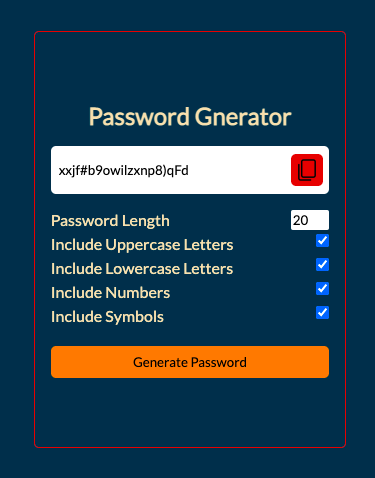 Password Gnerator
xxjf#b9owilzxnp8)qFd
Password Length 20
Include Uppercase Letters
Include Lowercase Letters
Include Numbers
Include Symbols
Generate Password